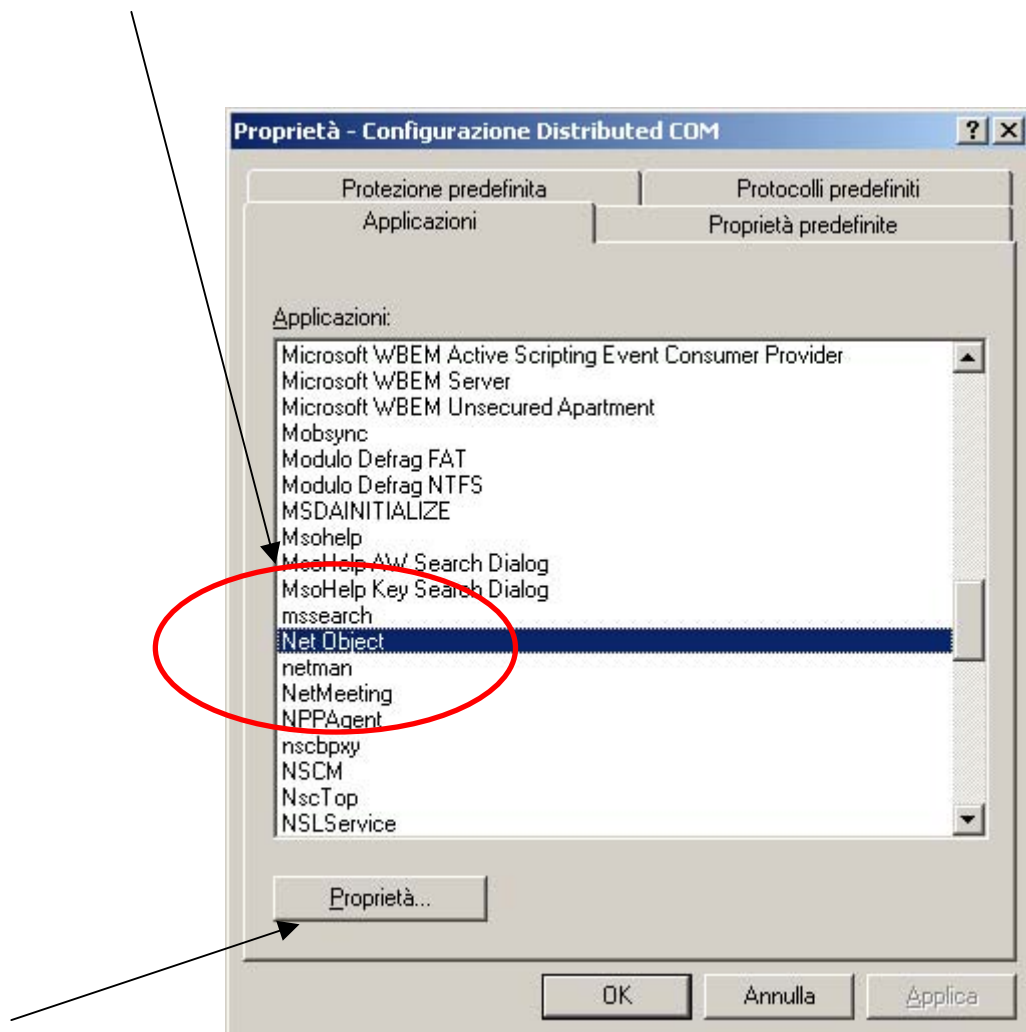 Proprietà - Configurazione Distributed COM
Protezione predefinita
Protocolli predefiniti
Applicazioni
Proprietà predefinite
Applicazioni:
Microsoft WBEM Active Scripting Event Consumer Provider
Microsoft WBEM Server
Microsoft WBEM Unsecured Apartment
Mobsync
Modulo Defrag FAT
Modulo Defrag NTFS
MSDAINITIALIZE
Msohelp
MsoHelp AW Search Dialog
MsoHelp Key Search Dialog
mssearch
Net Object
netman
NetMeeting
NPPAgent
nscbpxy
NSCM
NscTop
NSLService
Proprietà...
OK
Annulla
Applica